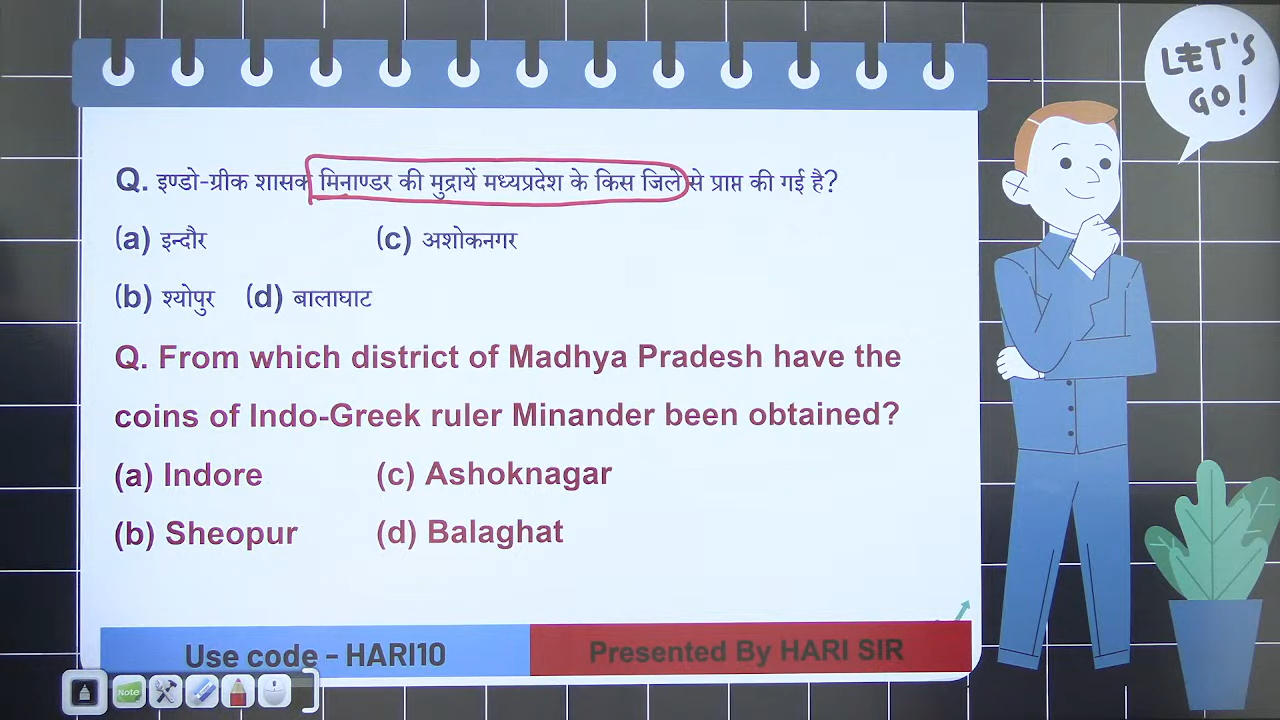 LET'S
GO!
Q. इण्डो-ग्रीक शासक मिनाण्डर की मुद्रायें मध्यप्रदेश के किस जिले से प्राप्त की गई है?
(a) इन्दौर (c) अशोकनगर
(b) श्योपुर (d) बालाघाट
Q. From which district of Madhya Pradesh have the
coins of Indo-Greek ruler Minander been obtained?
(a) Indore (c) Ashoknagar
(b) Sheopur (d) Balaghat
Use code - HARI10 Presented By HARI SIR
Note